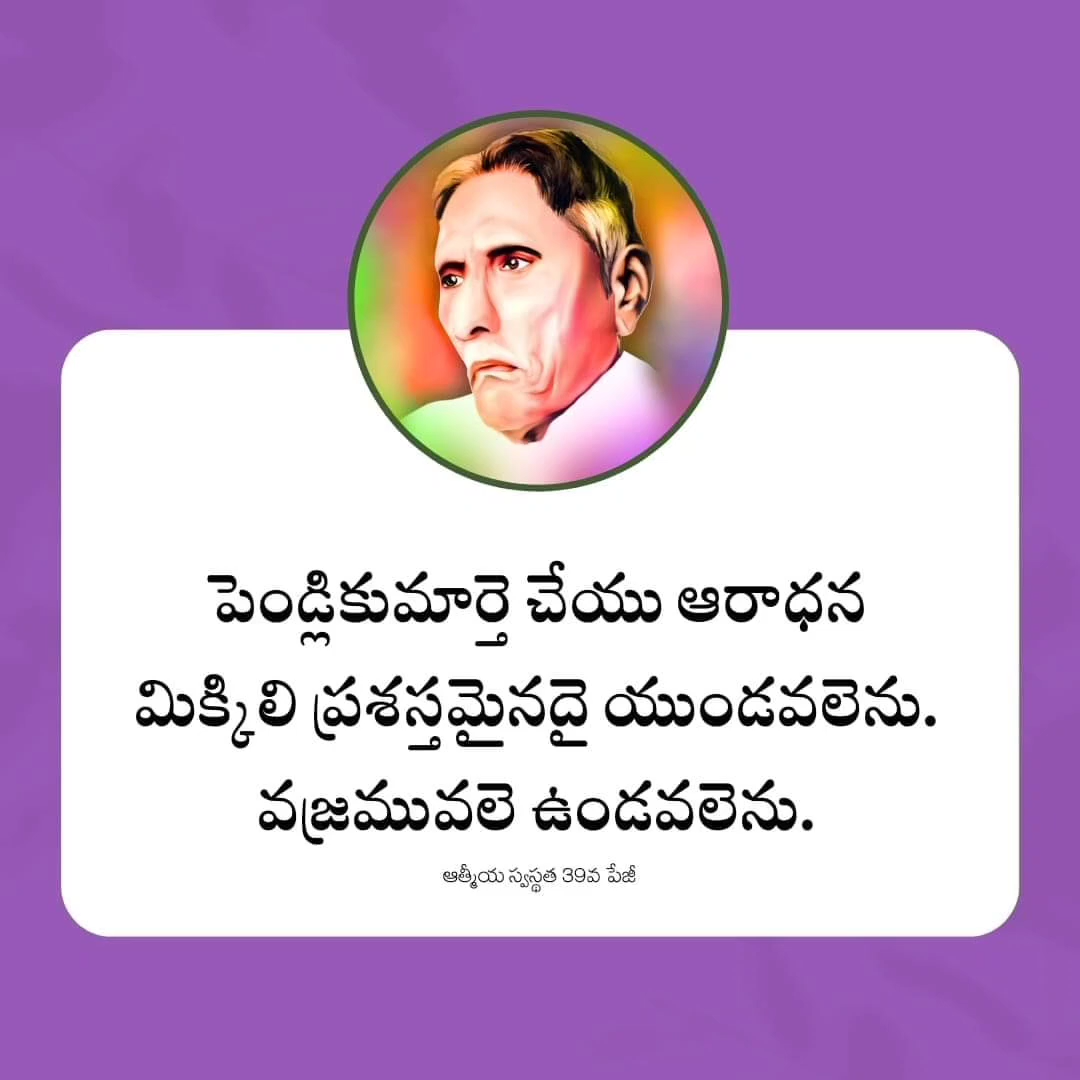 పెండ్లికుమార్తె చేయు ఆరాధన
మిక్కిలి ప్రశస్తమైనదై యుండవలెను.
వజ్రమువలె ఉండవలెను.
ఆత్మీయ స్వస్థత 39వ పేజీ